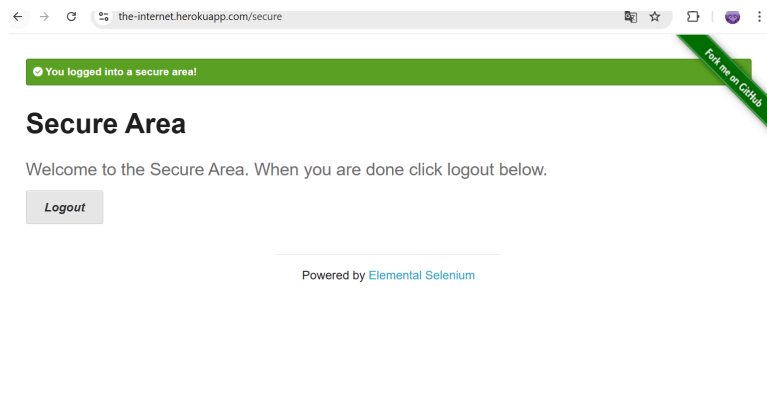 the-internet.herokuapp.com/secure
Fork me on GitHub
You logged into a secure area!
Secure Area
Welcome to the Secure Area. When you are done click logout below.
Logout
Powered by Elemental Selenium